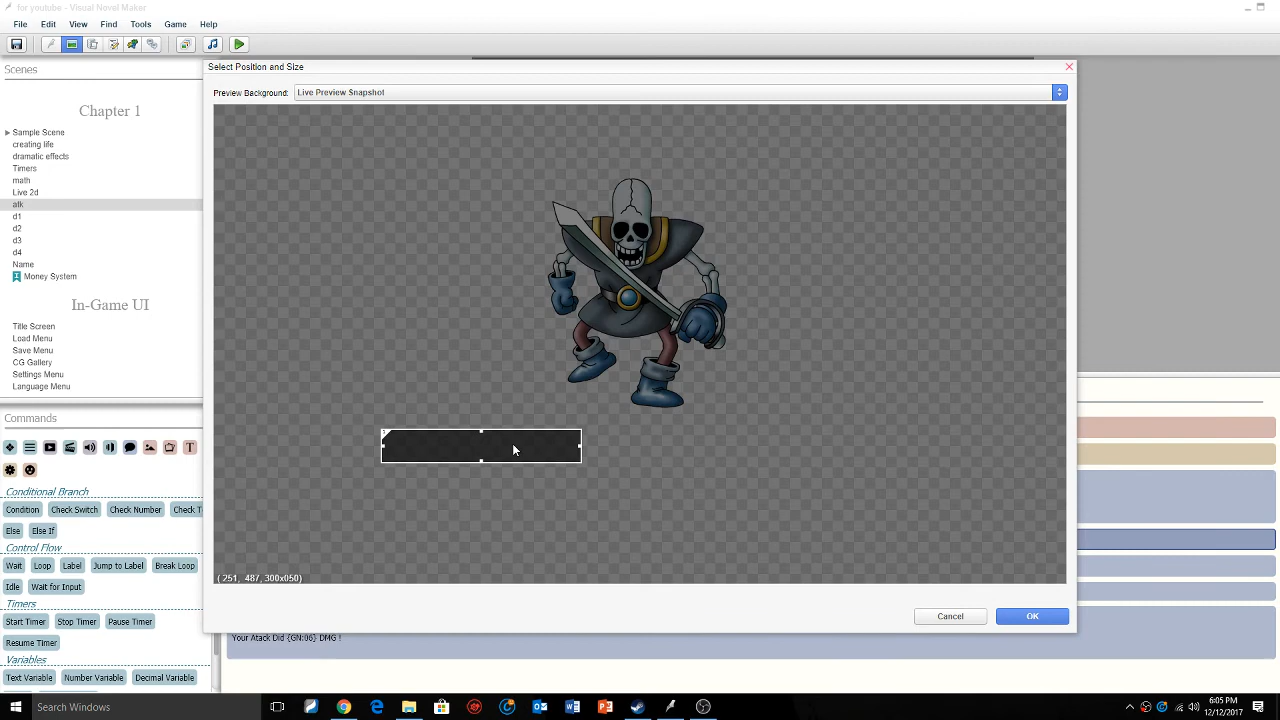 for youtube - Visual Novel Maker
File Edit View Find Tools Game Help
Scenes
Chapter 1
Sample Scene
creating life
dramatic effects
Timers
math
Live 2d
atk
d1
d2
d3
d4
Name
Money System
In-Game UI
Title Screen
Load Menu
Save Menu
CG Gallery
Settings Menu
Language Menu
Commands
T
Conditional Branch
Condition Check Switch Check Number Check T
Else Else If
Control Flow
Wait Loop Label Jump to Label Break Loop
Idle Wait for Input
Timers
Start Timer Stop Timer Pause Timer
Resume Timer
Variables
Text Variable Number Variable Decimal Variable
Select Position and Size
Preview Background: Live Preview Snapshot
( 251, 487, 300x050)
Cancel OK
Your Atack Did {GN:06} DMG !
Search Windows
6:05 PM
12/12/2017